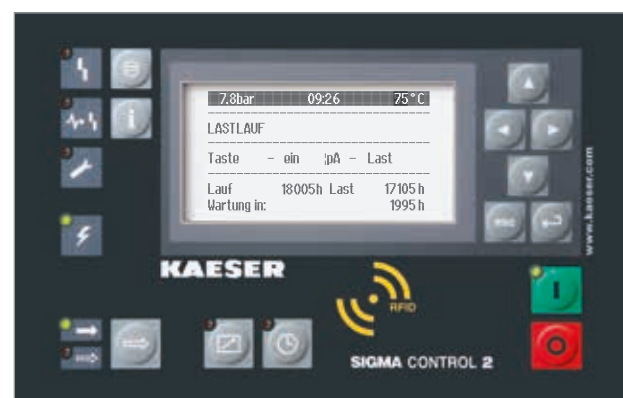 7.8bar 09:26 75°C
LASTLAUF
Taste – ein ¦pA – Last
Lauf 18005h Last 17105h
Wartung in: 1995h
esc
www.kaeser.com
KAESER
RFID
I
SIGMA CONTROL 2